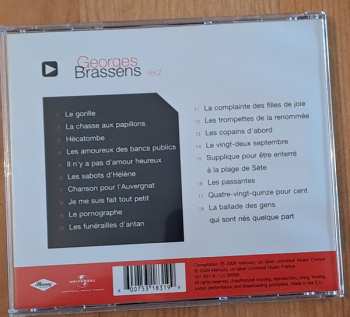 Georges
Brassens
Le gorille
La chasse aux papillons
Hécatombe
Les amoureux des bancs publics
Il n'y a pas d'amour heureux
Les sabots d'Hélène
Chanson pour l'Auvergnat
Je me suis fait tout petit
Le pornographe
Les funérailles d'antan
La complainte des filles de joie
Les trompettes de la renommée
Les copains d'abord
Le vingt-deux septembre
Supplique pour être enterré
à la plage de Sète
Les passantes
Quatre-vingt-quinze pour cent
La ballade des gens
qui sont nés quelque part
UNIVERSAL